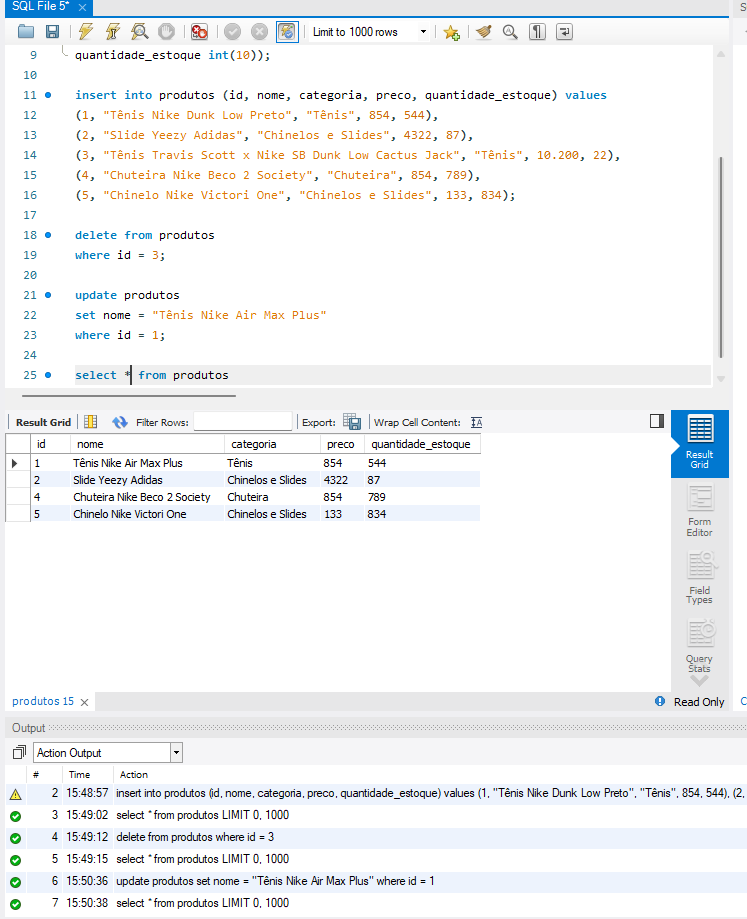 SQL File 5*
S
Limit to 1000 rows
9 quantidade_estoque int(10));
10
11 insert into produtos (id, nome, categoria, preco, quantidade_estoque) values
12 (1, "Tênis Nike Dunk Low Preto", "Tênis", 854, 544),
13 (2, "Slide Yeezy Adidas", "Chinelos e Slides", 4322, 87),
14 (3, "Tênis Travis Scott x Nike SB Dunk Low Cactus Jack", "Tênis", 10.200, 22),
15 (4, "Chuteira Nike Beco 2 Society", "Chuteira", 854, 789),
16 (5, "Chinelo Nike Victori One", "Chinelos e Slides", 133, 834);
17
18 delete from produtos
19 where id = 3;
20
21 update produtos
22 set nome = "Tênis Nike Air Max Plus"
23 where id = 1;
24
25 select * from produtos
Result Grid Filter Rows: Export: Wrap Cell Content: IA
id nome categoria preco quantidade_estoque
1 Tênis Nike Air Max Plus Tênis 854 544
2 Slide Yeezy Adidas Chinelos e Slides 4322 87
4 Chuteira Nike Beco 2 Society Chuteira 854 789
5 Chinelo Nike Victori One Chinelos e Slides 133 834
Result
Grid
Form
Editor
Field
Types
Query
Stats
produtos 15
Read Only
C
Output
Action Output
# Time Action
2 15:48:57 insert into produtos (id, nome, categoria, preco, quantidade_estoque) values (1, "Tênis Nike Dunk Low Preto", "Tênis", 854, 544), (2,
3 15:49:02 select * from produtos LIMIT 0, 1000
4 15:49:12 delete from produtos where id = 3
5 15:49:15 select * from produtos LIMIT 0, 1000
6 15:50:36 update produtos set nome = "Tênis Nike Air Max Plus" where id = 1
7 15:50:38 select * from produtos LIMIT 0, 1000